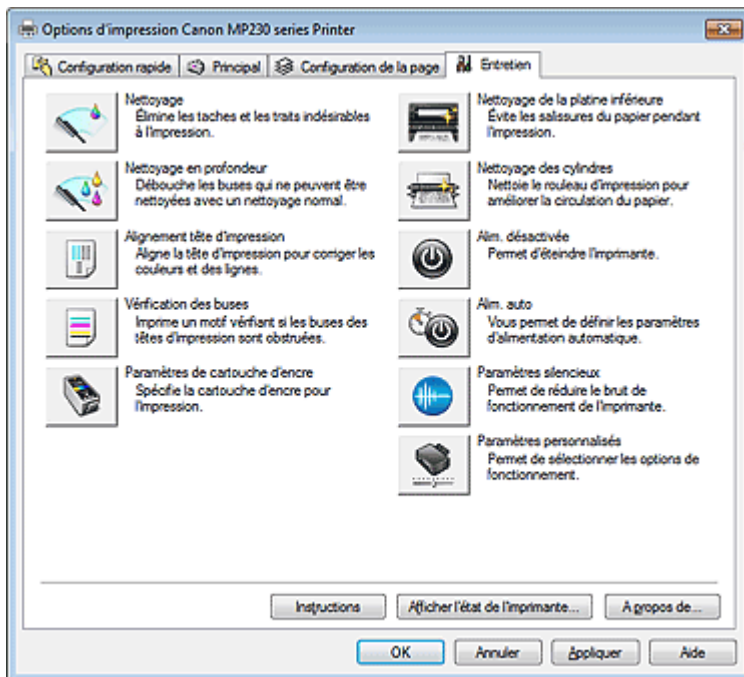 Options d'impression Canon MP230 series Printer
Configuration rapide
Principal
Configuration de la page
Entretien
Nettoyage
Élimine les taches et les traits indésirables
à l'impression.
Nettoyage en profondeur
Débouche les buses qui ne peuvent être
nettoyées avec un nettoyage normal.
Alignement tête d'impression
Aligne la tête d'impression pour corriger les
couleurs et des lignes.
Vérification des buses
Imprime un motif vérifiant si les buses des
têtes d'impression sont obstruées.
Paramètres de cartouche d'encre
Spécifie la cartouche d'encre pour
l'impression.
Nettoyage de la platine inférieure
Évite les salissures du papier pendant
l'impression.
Nettoyage des cylindres
Nettoie le rouleau d'impression pour
améliorer la circulation du papier.
Alim. désactivée
Permet d'éteindre l'imprimante.
Alim. auto
Vous permet de définir les paramètres
d'alimentation automatique.
Paramètres silencieux
Permet de réduire le bruit de
fonctionnement de l'imprimante.
Paramètres personnalisés
Permet de sélectionner les options de
fonctionnement.
Instructions
Afficher l'état de l'imprimante...
A propos de...
OK
Annuler
Appliquer
Aide